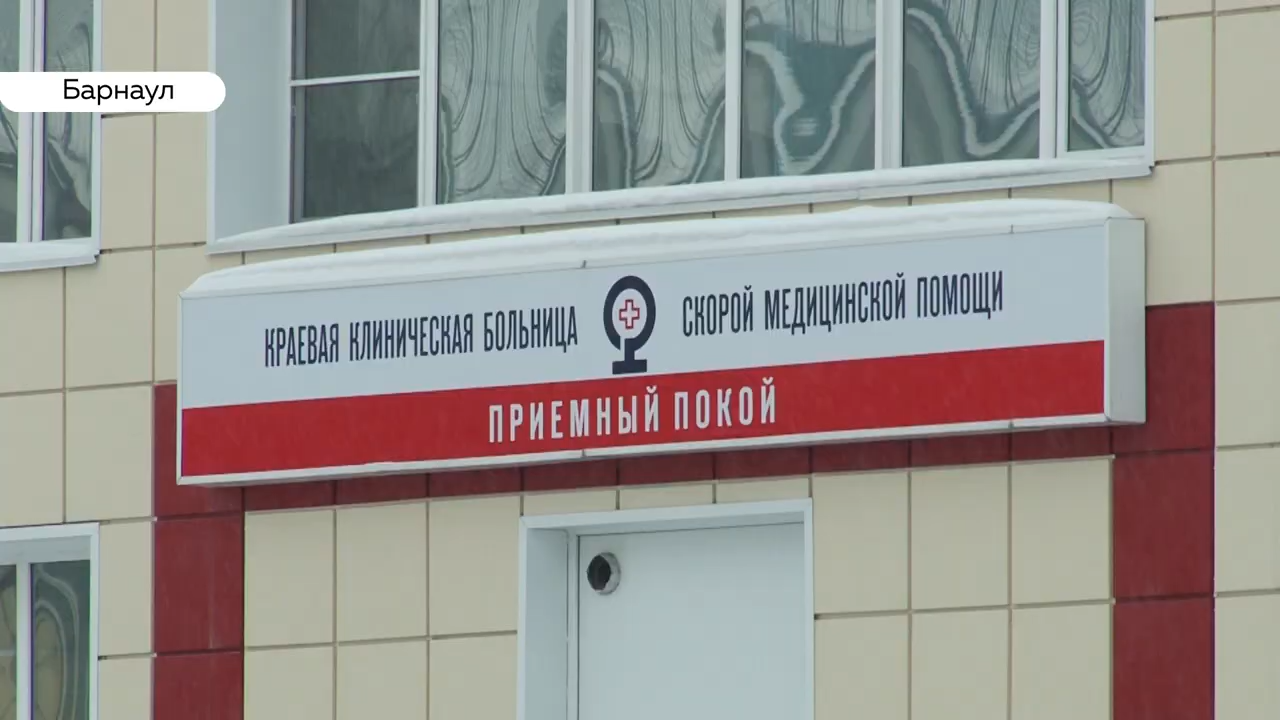 Барнаул
КРАЕВАЯ КЛИНИЧЕСКАЯ БОЛЬНИЦА СКОРОЙ МЕДИЦИНСКОЙ ПОМОЩИ
ПРИЕМНЫЙ ПОКОЙ